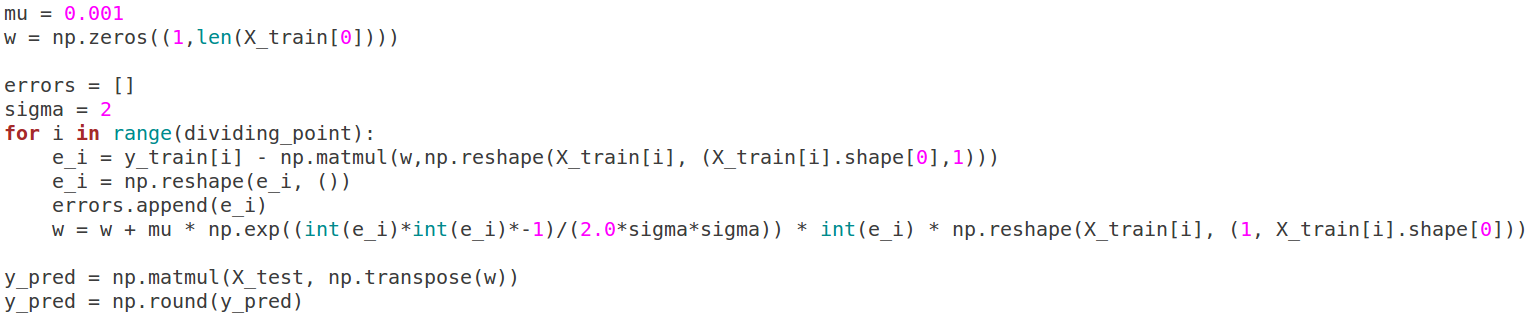 mu = 0.001
w = np.zeros((1,len(X_train[0])))
errors = []
sigma = 2
for i in range(dividing_point):
    e_i = y_train[i] - np.matmul(w,np.reshape(X_train[i], (X_train[i].shape[0],1)))
    e_i = np.reshape(e_i, ())
    errors.append(e_i)
    w = w + mu * np.exp((int(e_i)*int(e_i)*-1)/(2.0*sigma*sigma)) * int(e_i) * np.reshape(X_train[i], (1, X_train[i].shape[0]))
y_pred = np.matmul(X_test, np.transpose(w))
y_pred = np.round(y_pred)